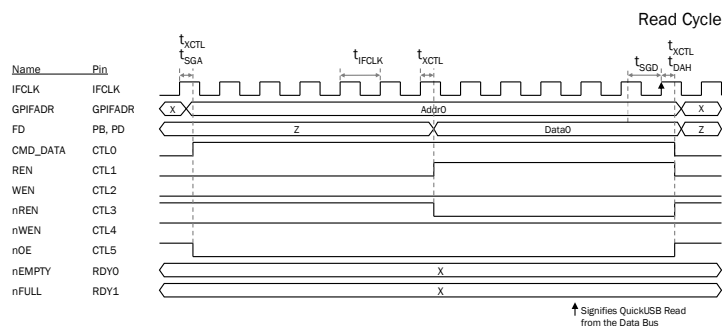 Read Cycle
tXCTL
tSGA
tIFCLK
tXCTL
tSGD
tXCTL
tDAH
Name Pin
IFCLK IFCLK
GPIFADR GPIFADR X Addr0 X
FD PB, PD Z Data0 Z
CMD_DATA CTL0
REN CTL1
WEN CTL2
nREN CTL3
nWEN CTL4
nOE CTL5
nEMPTY RDY0 X
nFULL RDY1 X
Signifies QuickUSB Read
from the Data Bus